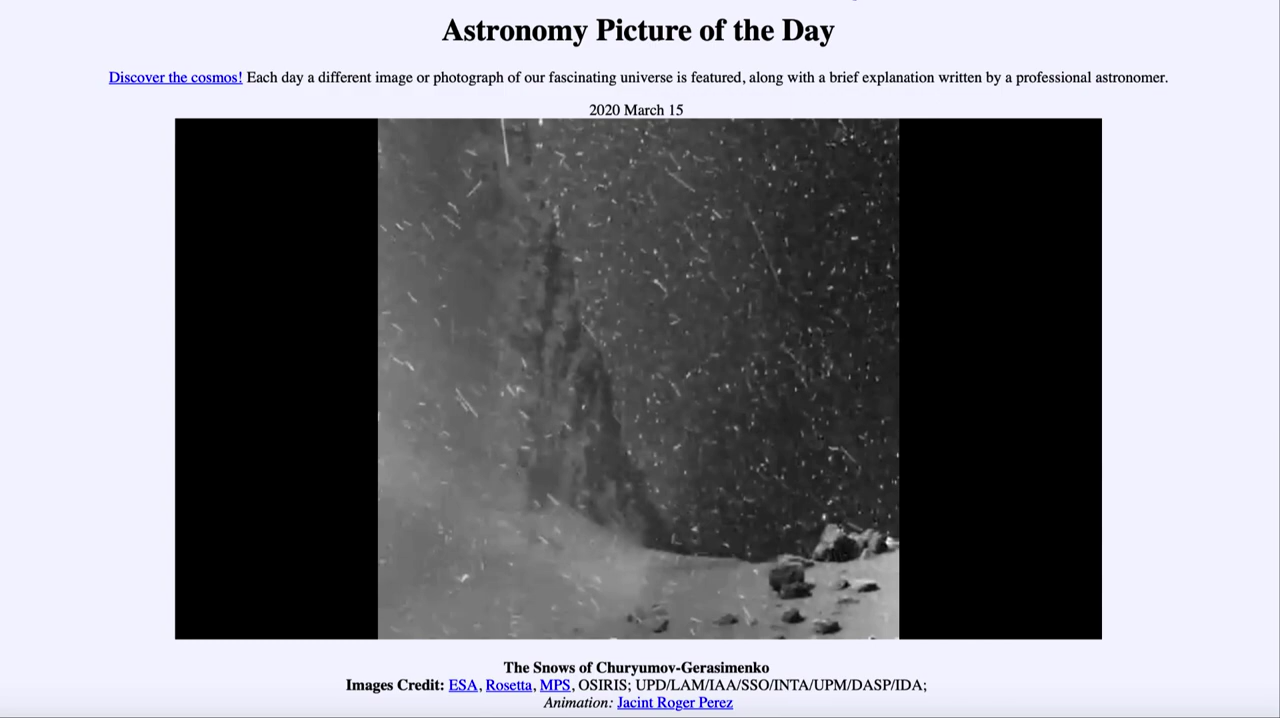 Astronomy Picture of the Day
Discover the cosmos! Each day a different image or photograph of our fascinating universe is featured, along with a brief explanation written by a professional astronomer.
2020 March 15
The Snows of Churyumov-Gerasimenko
Images Credit: ESA, Rosetta, MPS, OSIRIS; UPD/LAM/IAA/SSO/INTA/UPM/DASP/IDA;
Animation: Jacint Roger Perez